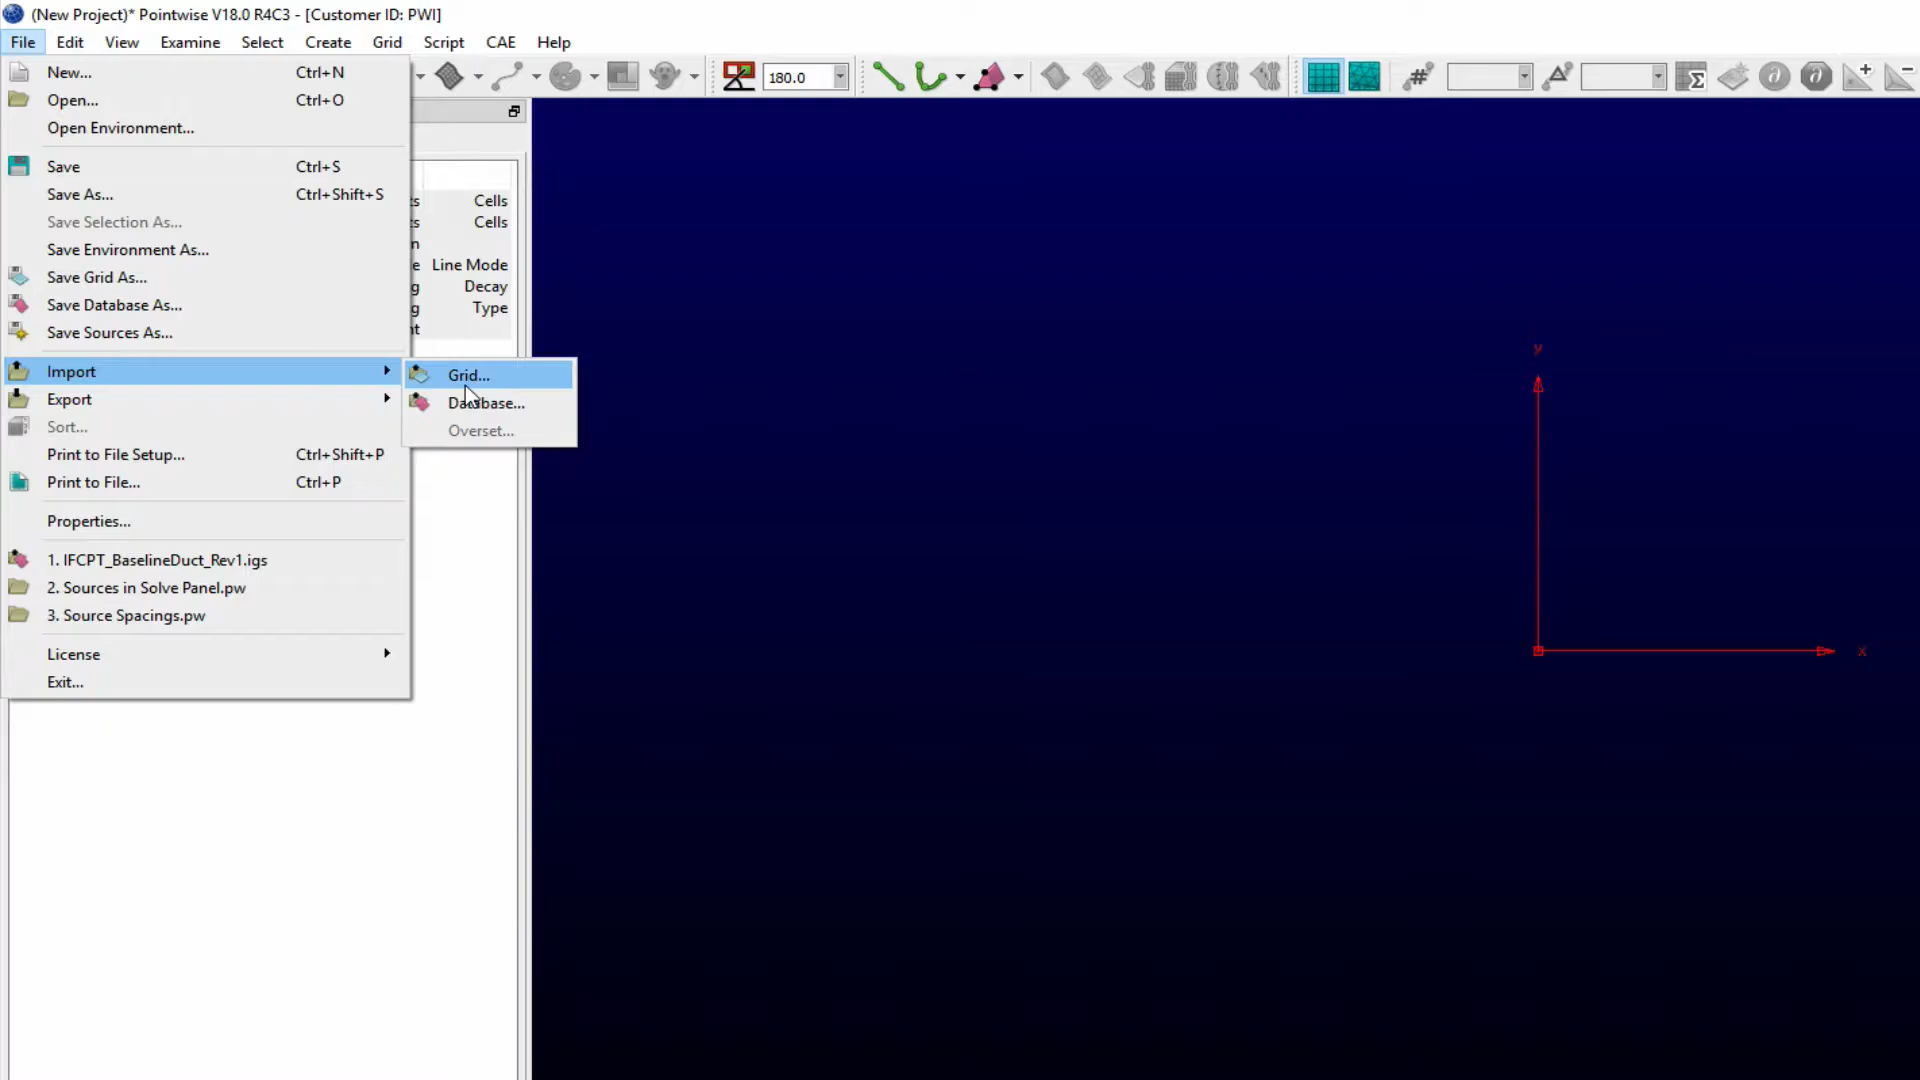 (New Project)* Pointwise V18.0 R4C3 - [Customer ID: PWI]
File Edit View Examine Select Create Grid Script CAE Help
New... Ctrl+N
180.0
Open... Ctrl+O
Open Environment...
Save Ctrl+S
Save As... Ctrl+Shift+S
Cells
Save Selection As...
Cells
Save Environment As...
Line Mode
Save Grid As...
Decay
Save Database As...
Type
Save Sources As...
Import
Grid...
Export
Database...
Sort...
Overset...
Print to File Setup... Ctrl+Shift+P
Print to File... Ctrl+P
Properties...
1. IFCPT_BaselineDuct_Rev1.igs
2. Sources in Solve Panel.pw
3. Source Spacings.pw
License
Exit...
y
x